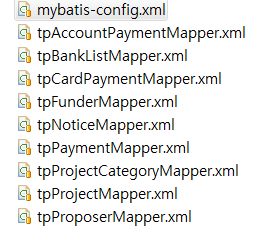 mybatis-config.xml
tpAccountPaymentMapper.xml
tpBankListMapper.xml
tpCardPaymentMapper.xml
tpFunderMapper.xml
tpNoticeMapper.xml
tpPaymentMapper.xml
tpProjectCategoryMapper.xml
tpProjectMapper.xml
tpProposerMapper.xml